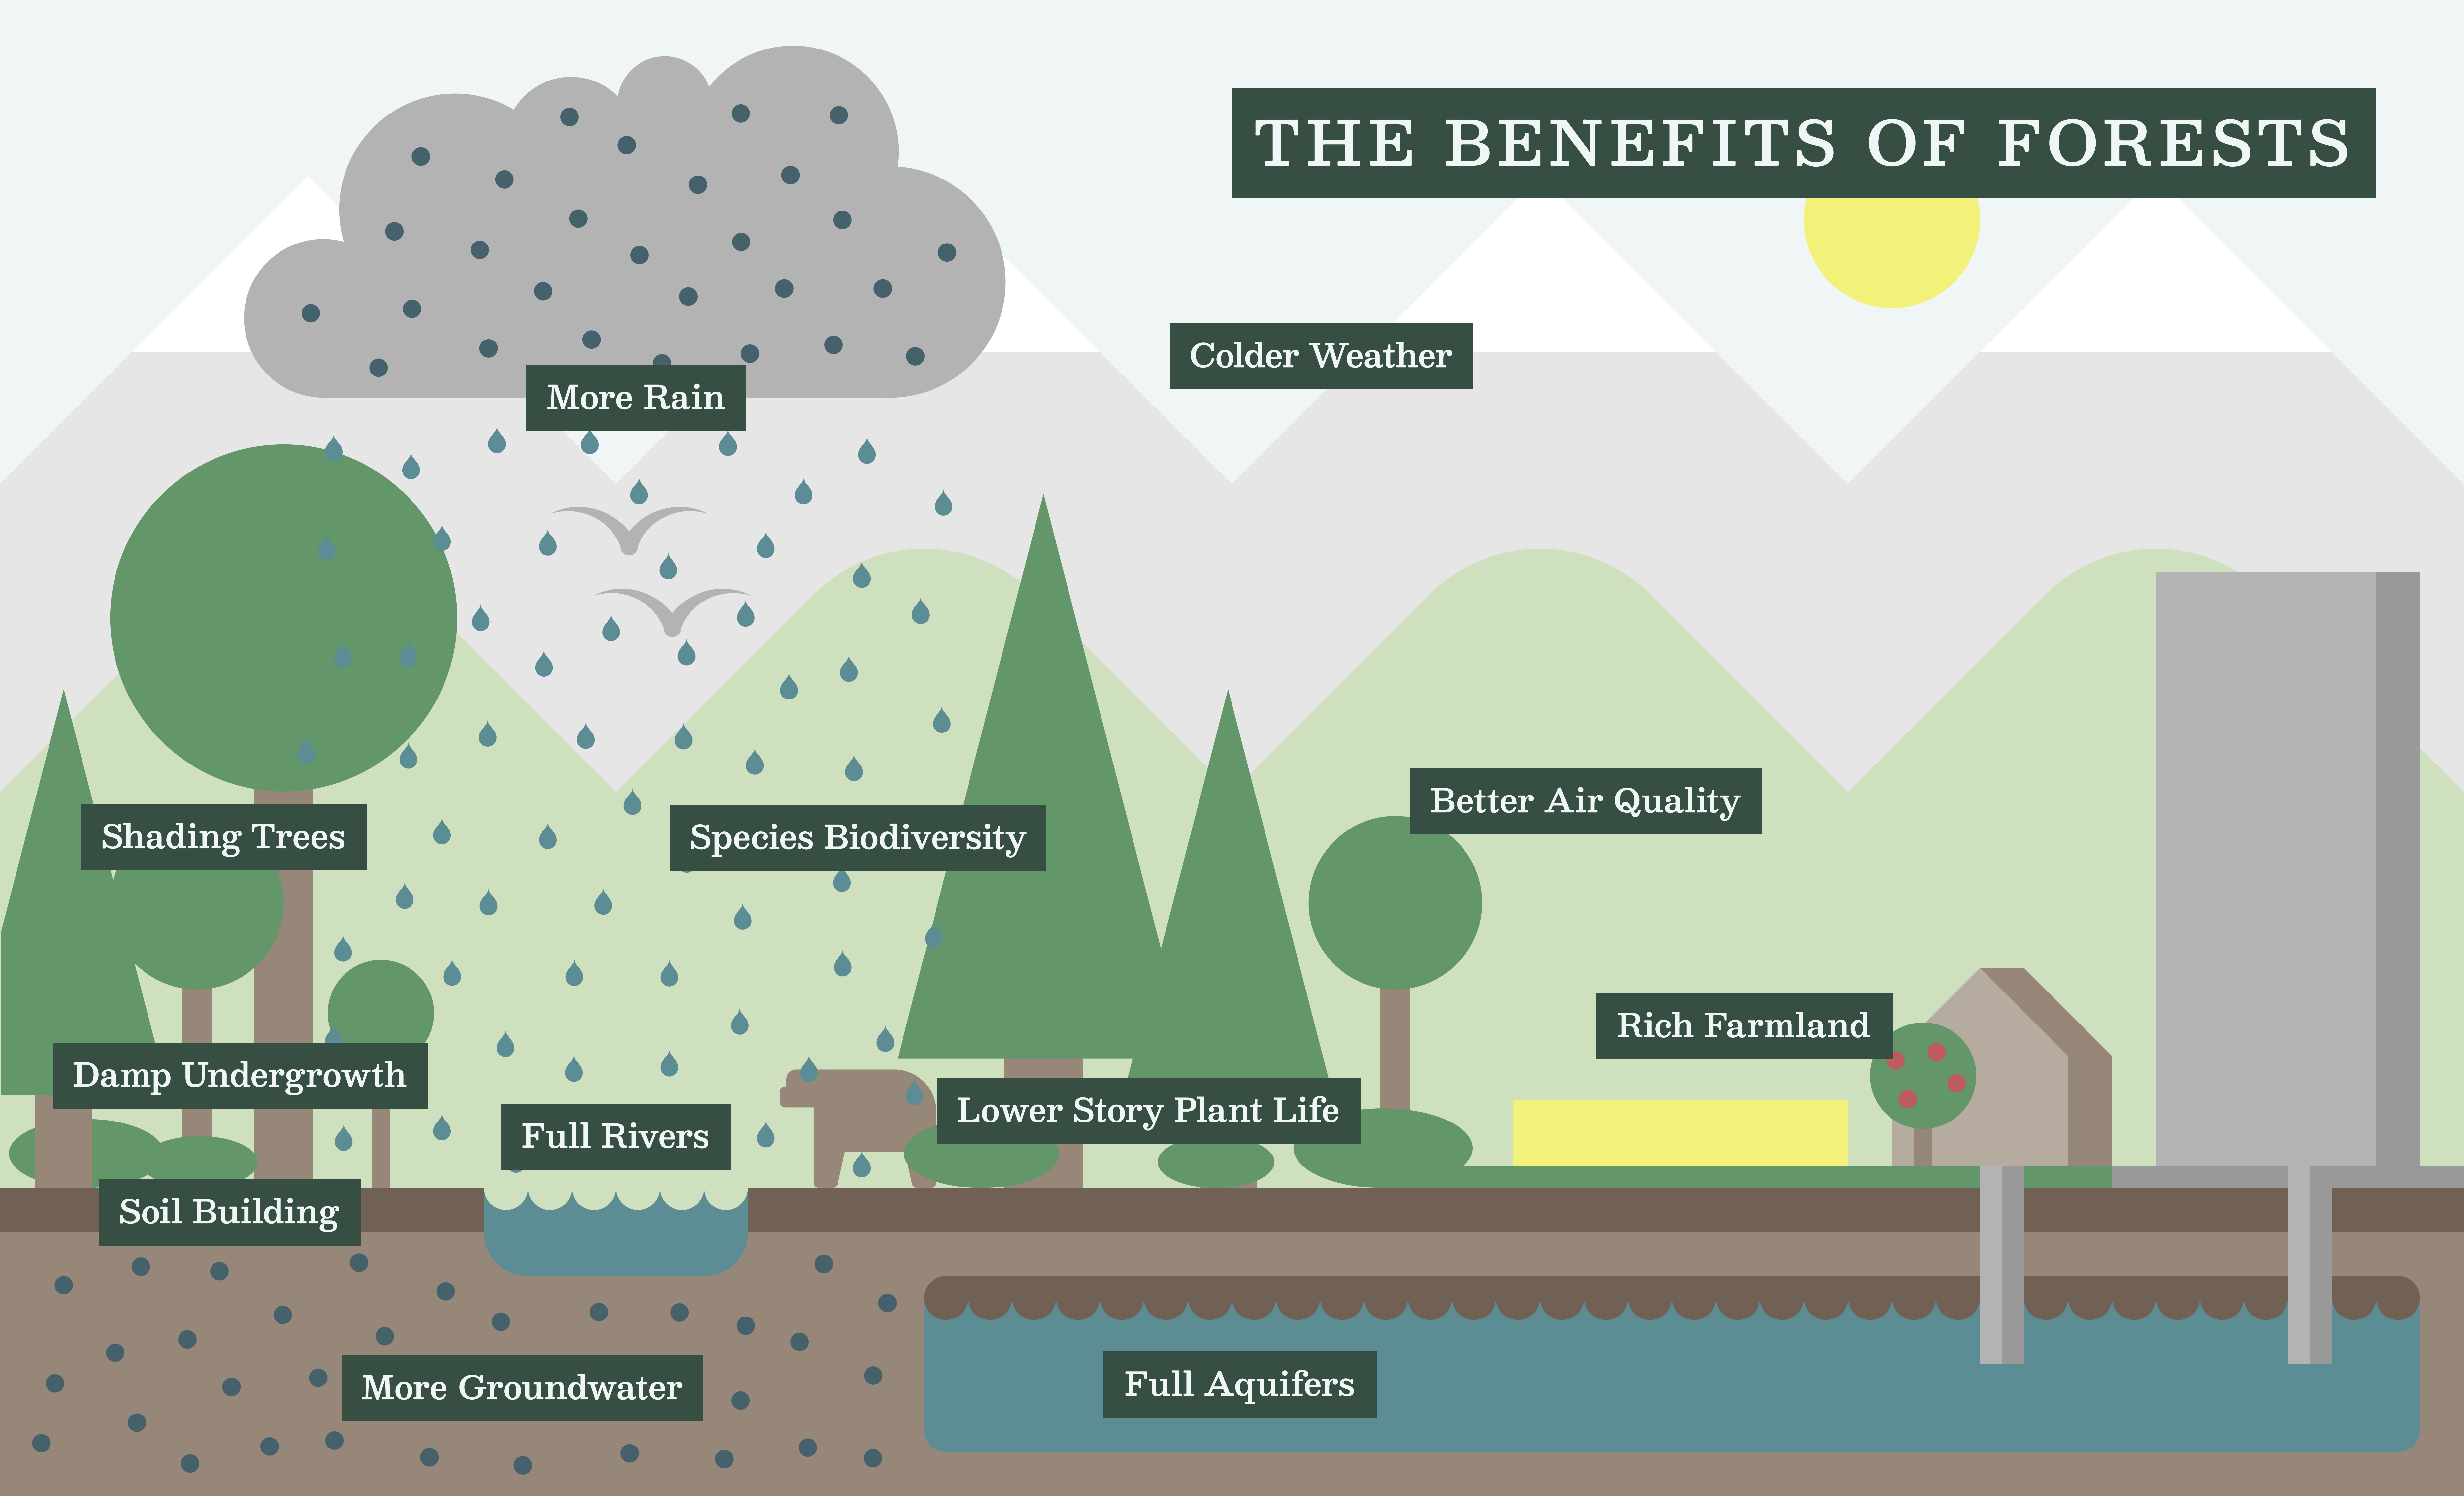 THE BENEFITS OF FORESTS
Colder Weather
More Rain
Better Air Quality
Shading Trees
Species Biodiversity
Rich Farmland
Damp Undergrowth
Lower Story Plant Life
Full Rivers
Soil Building
More Groundwater
Full Aquifers